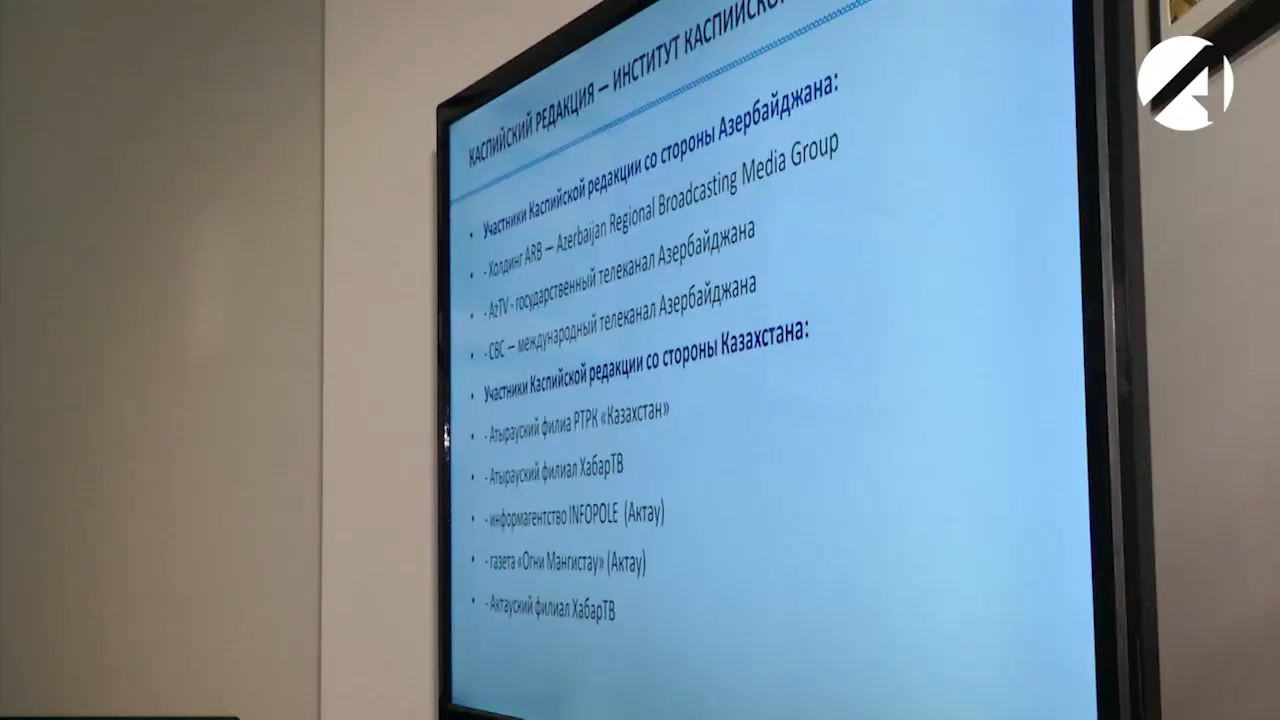 КАСПИЙСКИЙ РЕДАКЦИЯ — ИНСТИТУТ
• Участники Каспийской редакции со стороны Азербайджана:
• - Холдинг ARB — Azerbaijan Regional Broadcasting Media Group
• - AzTV - государственный телеканал Азербайджана
• - CBC — международный телеканал Азербайджана
• Участники Каспийской редакции со стороны Казахстана:
• - Атырауский филиа РТРК «Казахстан»
• - Атырауский филиал ХабарТВ
• - информагентство INFOPOLE (Актау)
• - газета «Огни Мангистау» (Актау)
• - Актауский филиал ХабарТВ